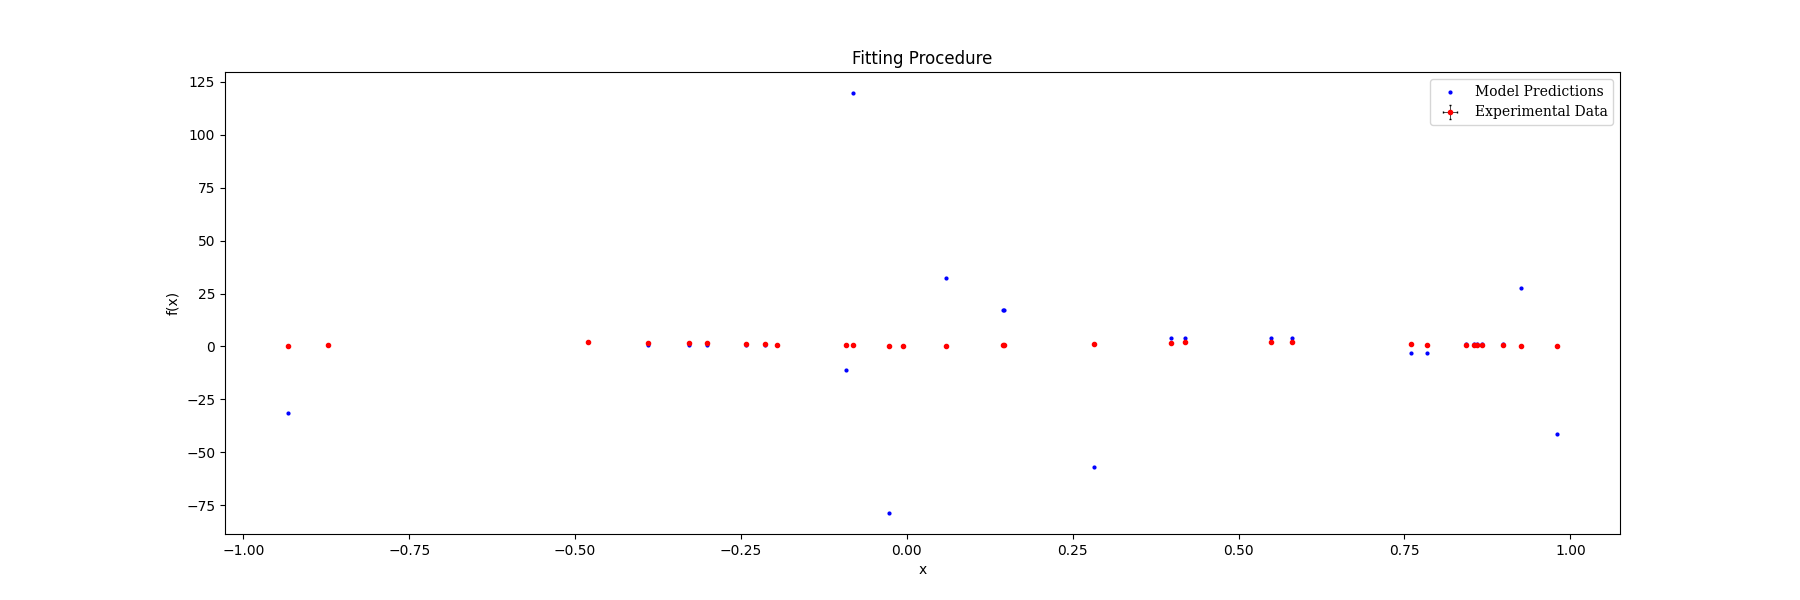 Fitting Procedure
Model Predictions
Experimental Data
f(x)
125
100
75
50
25
0
−25
−50
−75
−1.00 −0.75 −0.50 −0.25 0.00 0.25 0.50 0.75 1.00
x